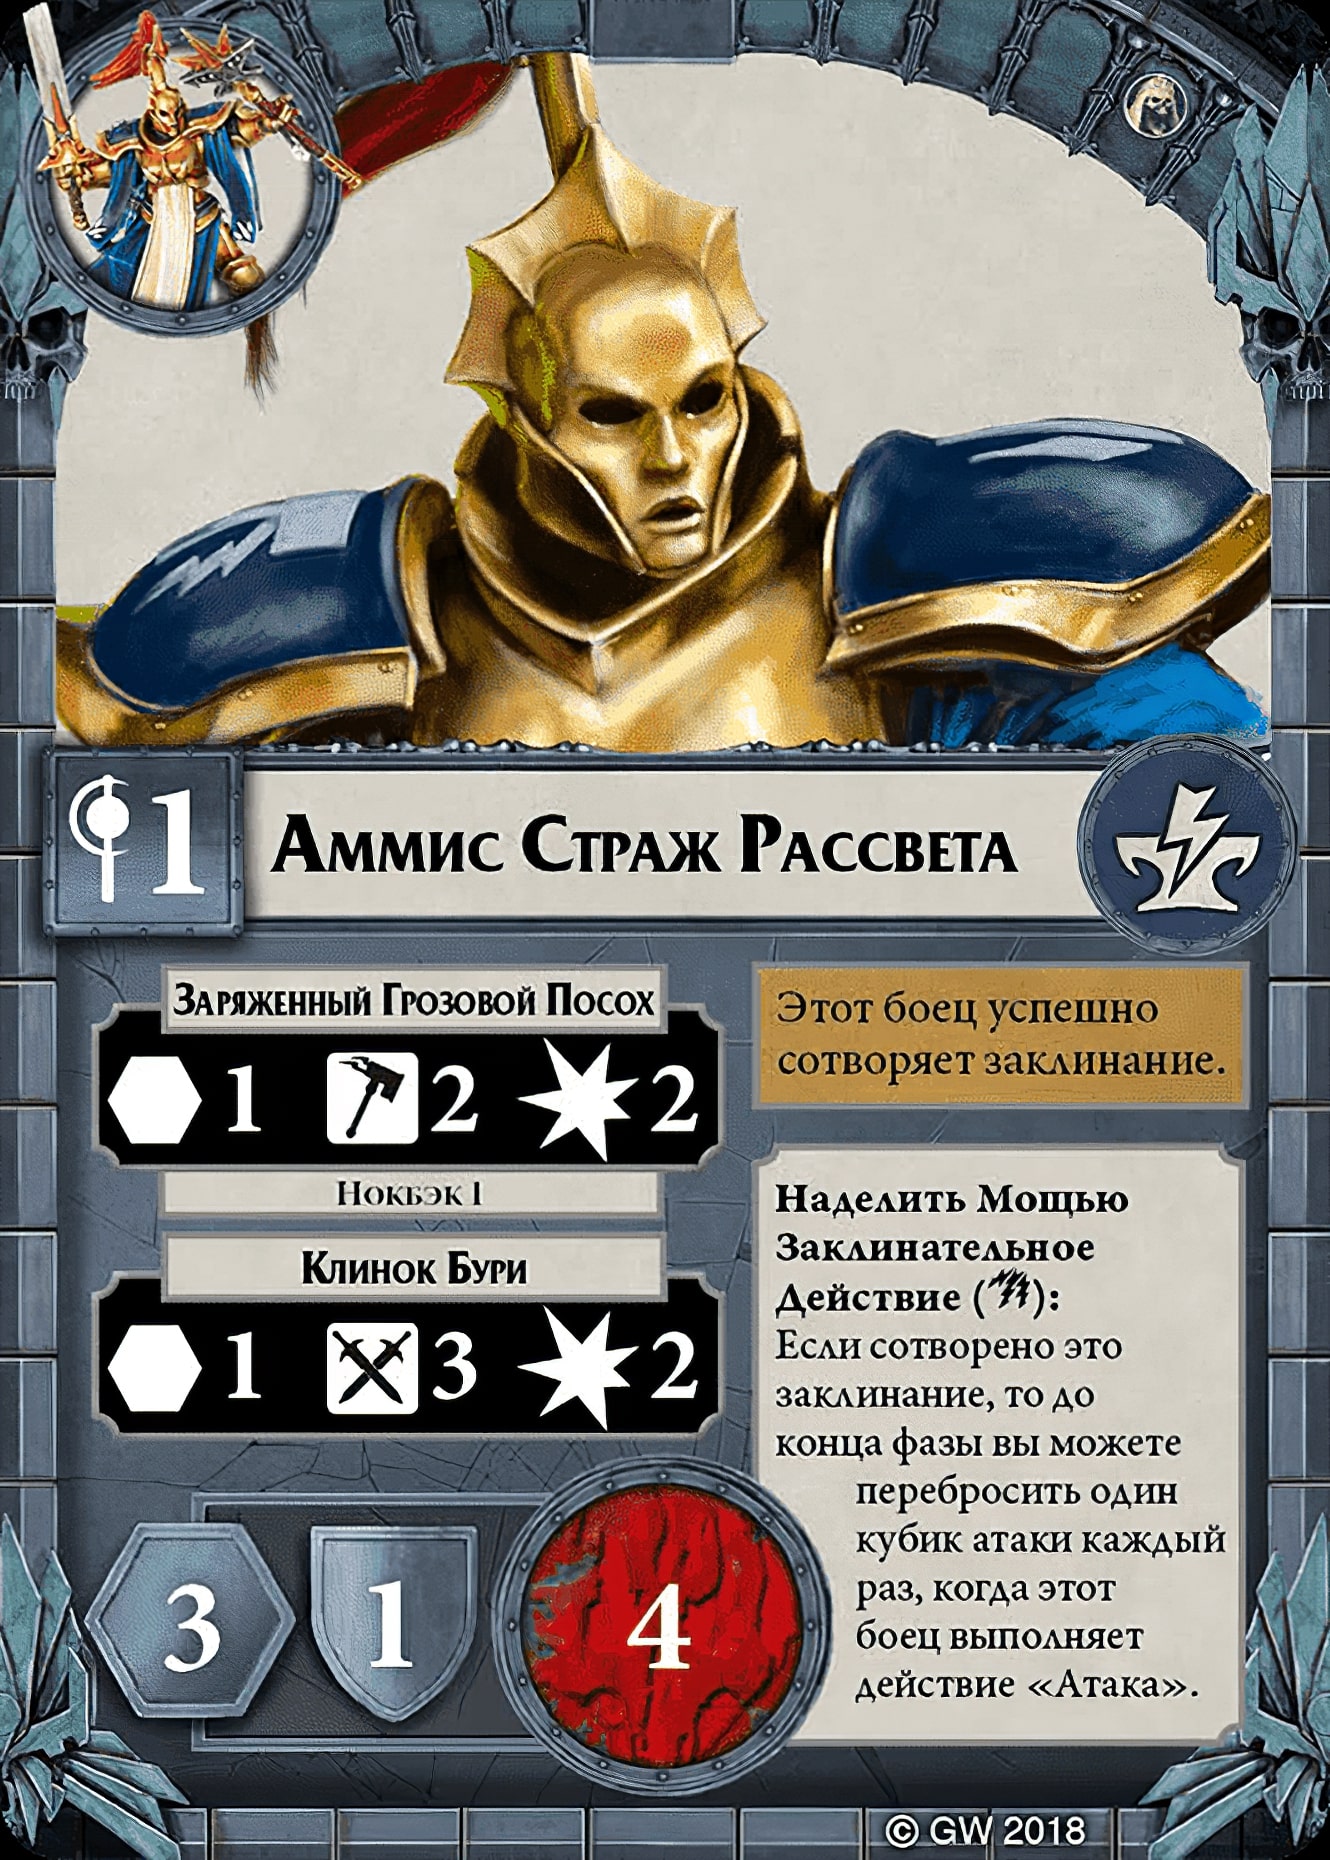 1
Аммис Страж Рассвета
Заряженный Грозовой Посох
1 2 2
Нокбэк 1
Клинок Бури
1 3 2
3 1 4
Этот боец успешно
сотворяет заклинание.
Наделить Мощью
Заклинательное
Действие ():
Если сотворено это
заклинание, то до
конца фазы вы можете
перебросить один
кубик атаки каждый
раз, когда этот
боец выполняет
действие «Атака».
© GW 2018